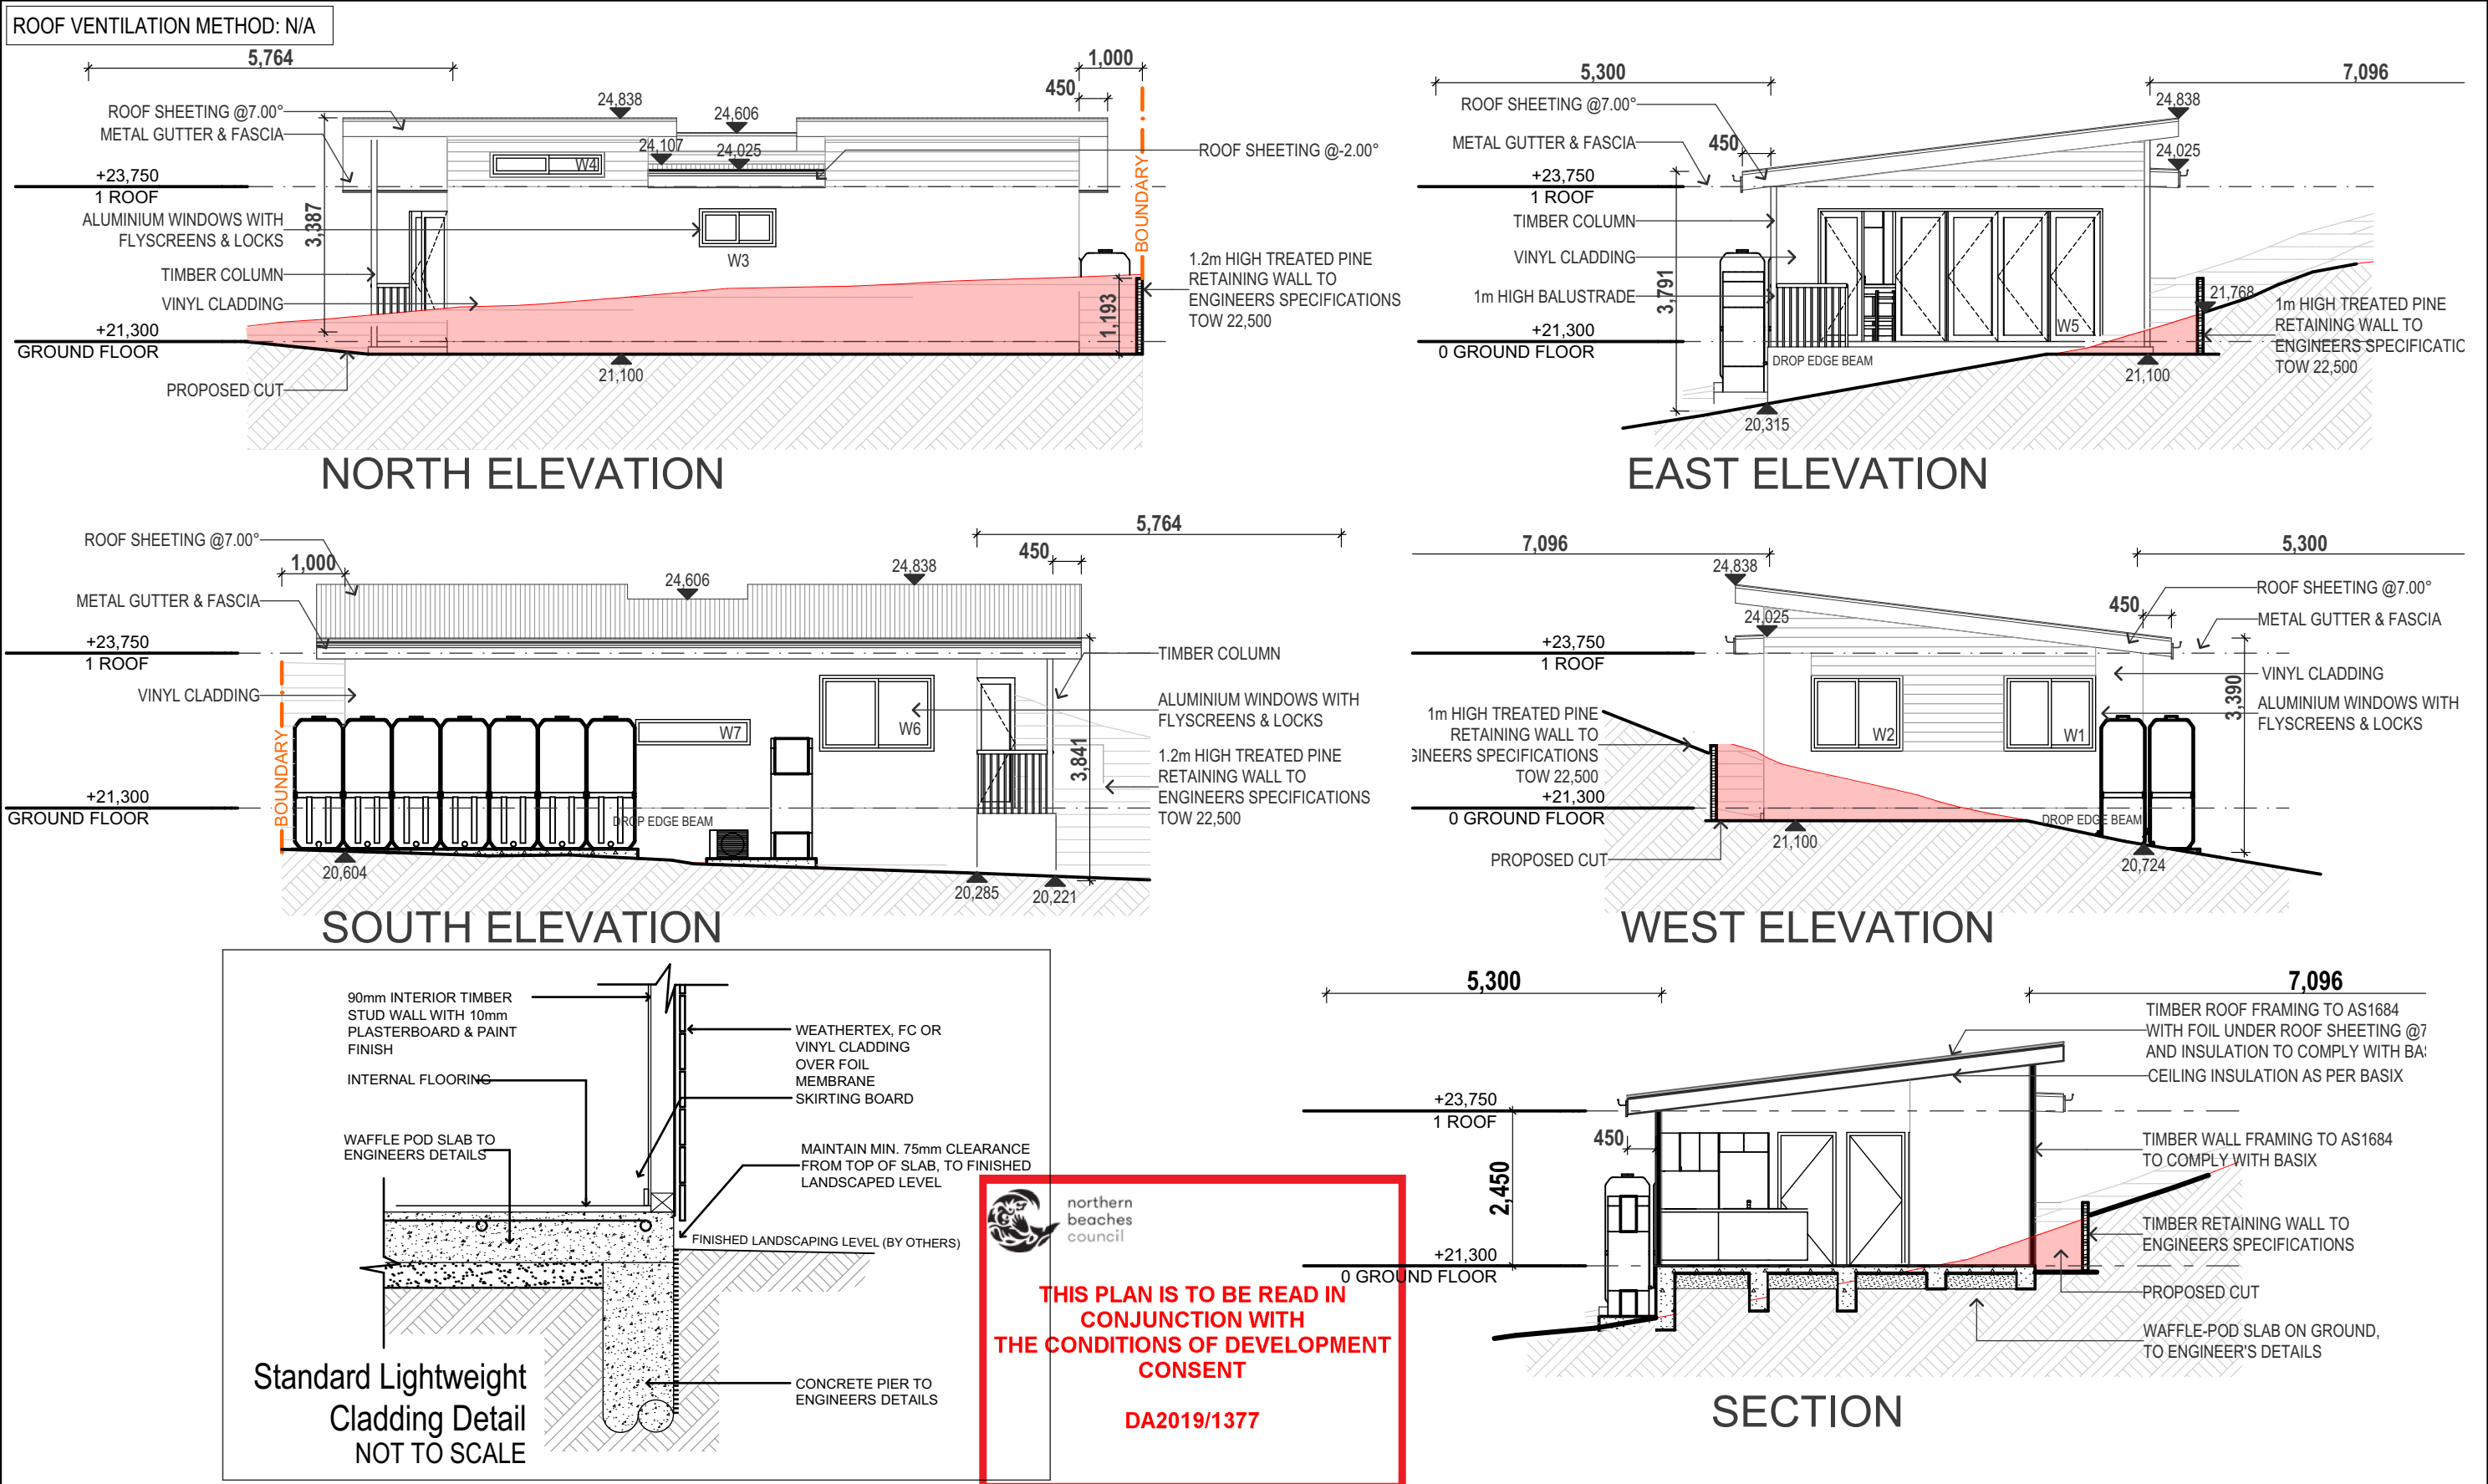 ROOF VENTILATION METHOD: N/A
5,764
1,000
450
ROOF SHEETING @7.00°
METAL GUTTER & FASCIA
24,838
24,606
24,107
24,025
W4
ROOF SHEETING @-2.00°
+23,750
1 ROOF
ALUMINIUM WINDOWS WITH
FLYSCREENS & LOCKS
3,387
W3
BOUNDARY
TIMBER COLUMN
VINYL CLADDING
1.2m HIGH TREATED PINE
RETAINING WALL TO
ENGINEERS SPECIFICATIONS
TOW 22,500
1,193
+21,300
GROUND FLOOR
21,100
PROPOSED CUT
NORTH ELEVATION
5,300
7,096
ROOF SHEETING @7.00°
METAL GUTTER & FASCIA
450
24,838
24,025
+23,750
1 ROOF
TIMBER COLUMN
VINYL CLADDING
1m HIGH BALUSTRADE
3,791
+21,300
0 GROUND FLOOR
DROP EDGE BEAM
W5
21,768
1m HIGH TREATED PINE
RETAINING WALL TO
ENGINEERS SPECIFICATIC
TOW 22,500
21,100
20,315
EAST ELEVATION
5,764
450
ROOF SHEETING @7.00°
1,000
24,606
24,838
METAL GUTTER & FASCIA
+23,750
1 ROOF
TIMBER COLUMN
VINYL CLADDING
ALUMINIUM WINDOWS WITH
FLYSCREENS & LOCKS
W7
W6
BOUNDARY
3,841
1.2m HIGH TREATED PINE
RETAINING WALL TO
ENGINEERS SPECIFICATIONS
TOW 22,500
+21,300
GROUND FLOOR
DROP EDGE BEAM
20,604
20,285
20,221
SOUTH ELEVATION
7,096
5,300
24,838
24,025
450
ROOF SHEETING @7.00°
METAL GUTTER & FASCIA
+23,750
1 ROOF
VINYL CLADDING
3,390
ALUMINIUM WINDOWS WITH
FLYSCREENS & LOCKS
1m HIGH TREATED PINE
RETAINING WALL TO
GINEERS SPECIFICATIONS
TOW 22,500
W2
W1
+21,300
0 GROUND FLOOR
DROP EDGE BEAM
21,100
PROPOSED CUT
20,724
WEST ELEVATION
90mm INTERIOR TIMBER
STUD WALL WITH 10mm
PLASTERBOARD & PAINT
FINISH
INTERNAL FLOORING
WAFFLE POD SLAB TO
ENGINEERS DETAILS
WEATHERTEX, FC OR
VINYL CLADDING
OVER FOIL
MEMBRANE
SKIRTING BOARD
MAINTAIN MIN. 75mm CLEARANCE
FROM TOP OF SLAB, TO FINISHED
LANDSCAPED LEVEL
FINISHED LANDSCAPING LEVEL (BY OTHERS)
CONCRETE PIER TO
ENGINEERS DETAILS
Standard Lightweight
Cladding Detail
NOT TO SCALE
northern
beaches
council
THIS PLAN IS TO BE READ IN
CONJUNCTION WITH
THE CONDITIONS OF DEVELOPMENT
CONSENT
DA2019/1377
5,300
7,096
TIMBER ROOF FRAMING TO AS1684
WITH FOIL UNDER ROOF SHEETING @7
AND INSULATION TO COMPLY WITH BAS
CEILING INSULATION AS PER BASIX
+23,750
1 ROOF
450
2,450
TIMBER WALL FRAMING TO AS1684
TO COMPLY WITH BASIX
TIMBER RETAINING WALL TO
ENGINEERS SPECIFICATIONS
+21,300
0 GROUND FLOOR
PROPOSED CUT
WAFFLE-POD SLAB ON GROUND,
TO ENGINEER'S DETAILS
SECTION